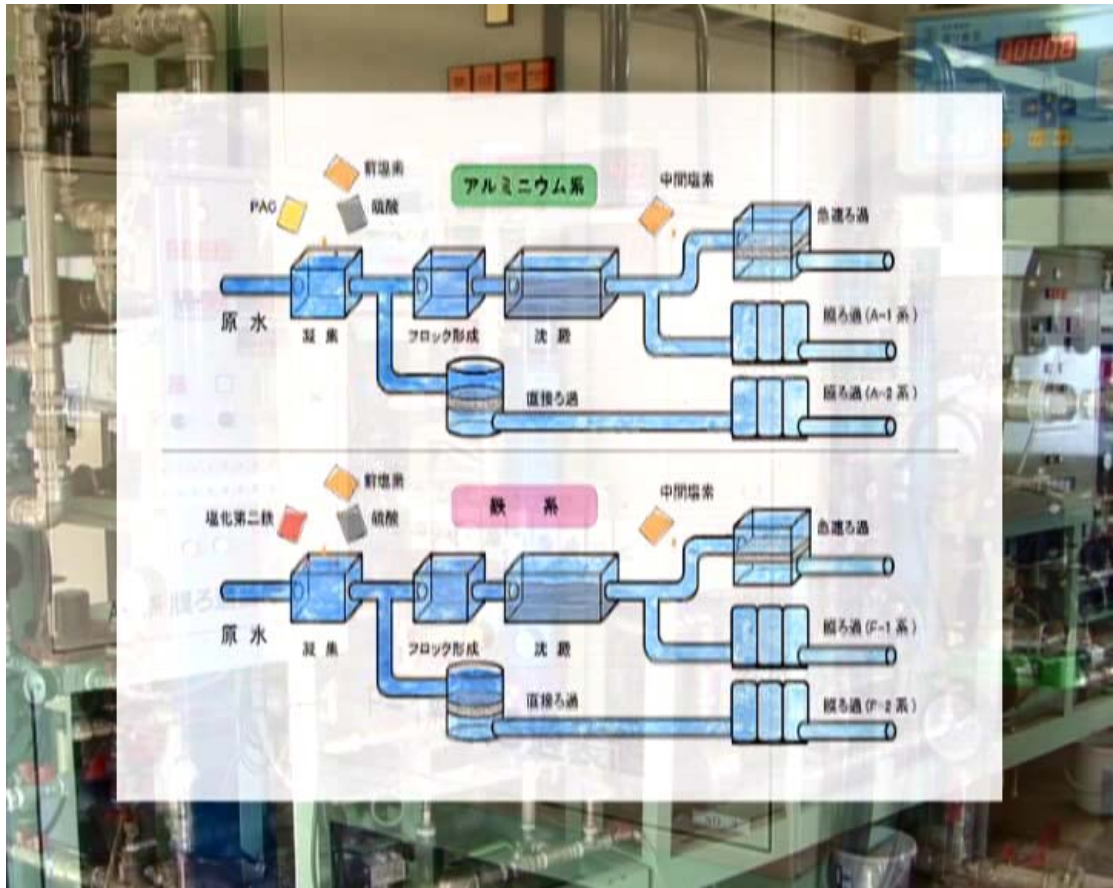 前塩素
アルミニウム系
中間塩素
PAC
硫酸
急速ろ過
原水
凝集
フロック形成
沈殿
膜ろ過(A-1系)
直接ろ過
膜ろ過(A-2系)
前塩素
鉄系
中間塩素
塩化第二鉄
硫酸
急速ろ過
原水
凝集
フロック形成
沈殿
膜ろ過(F-1系)
直接ろ過
膜ろ過(F-2系)